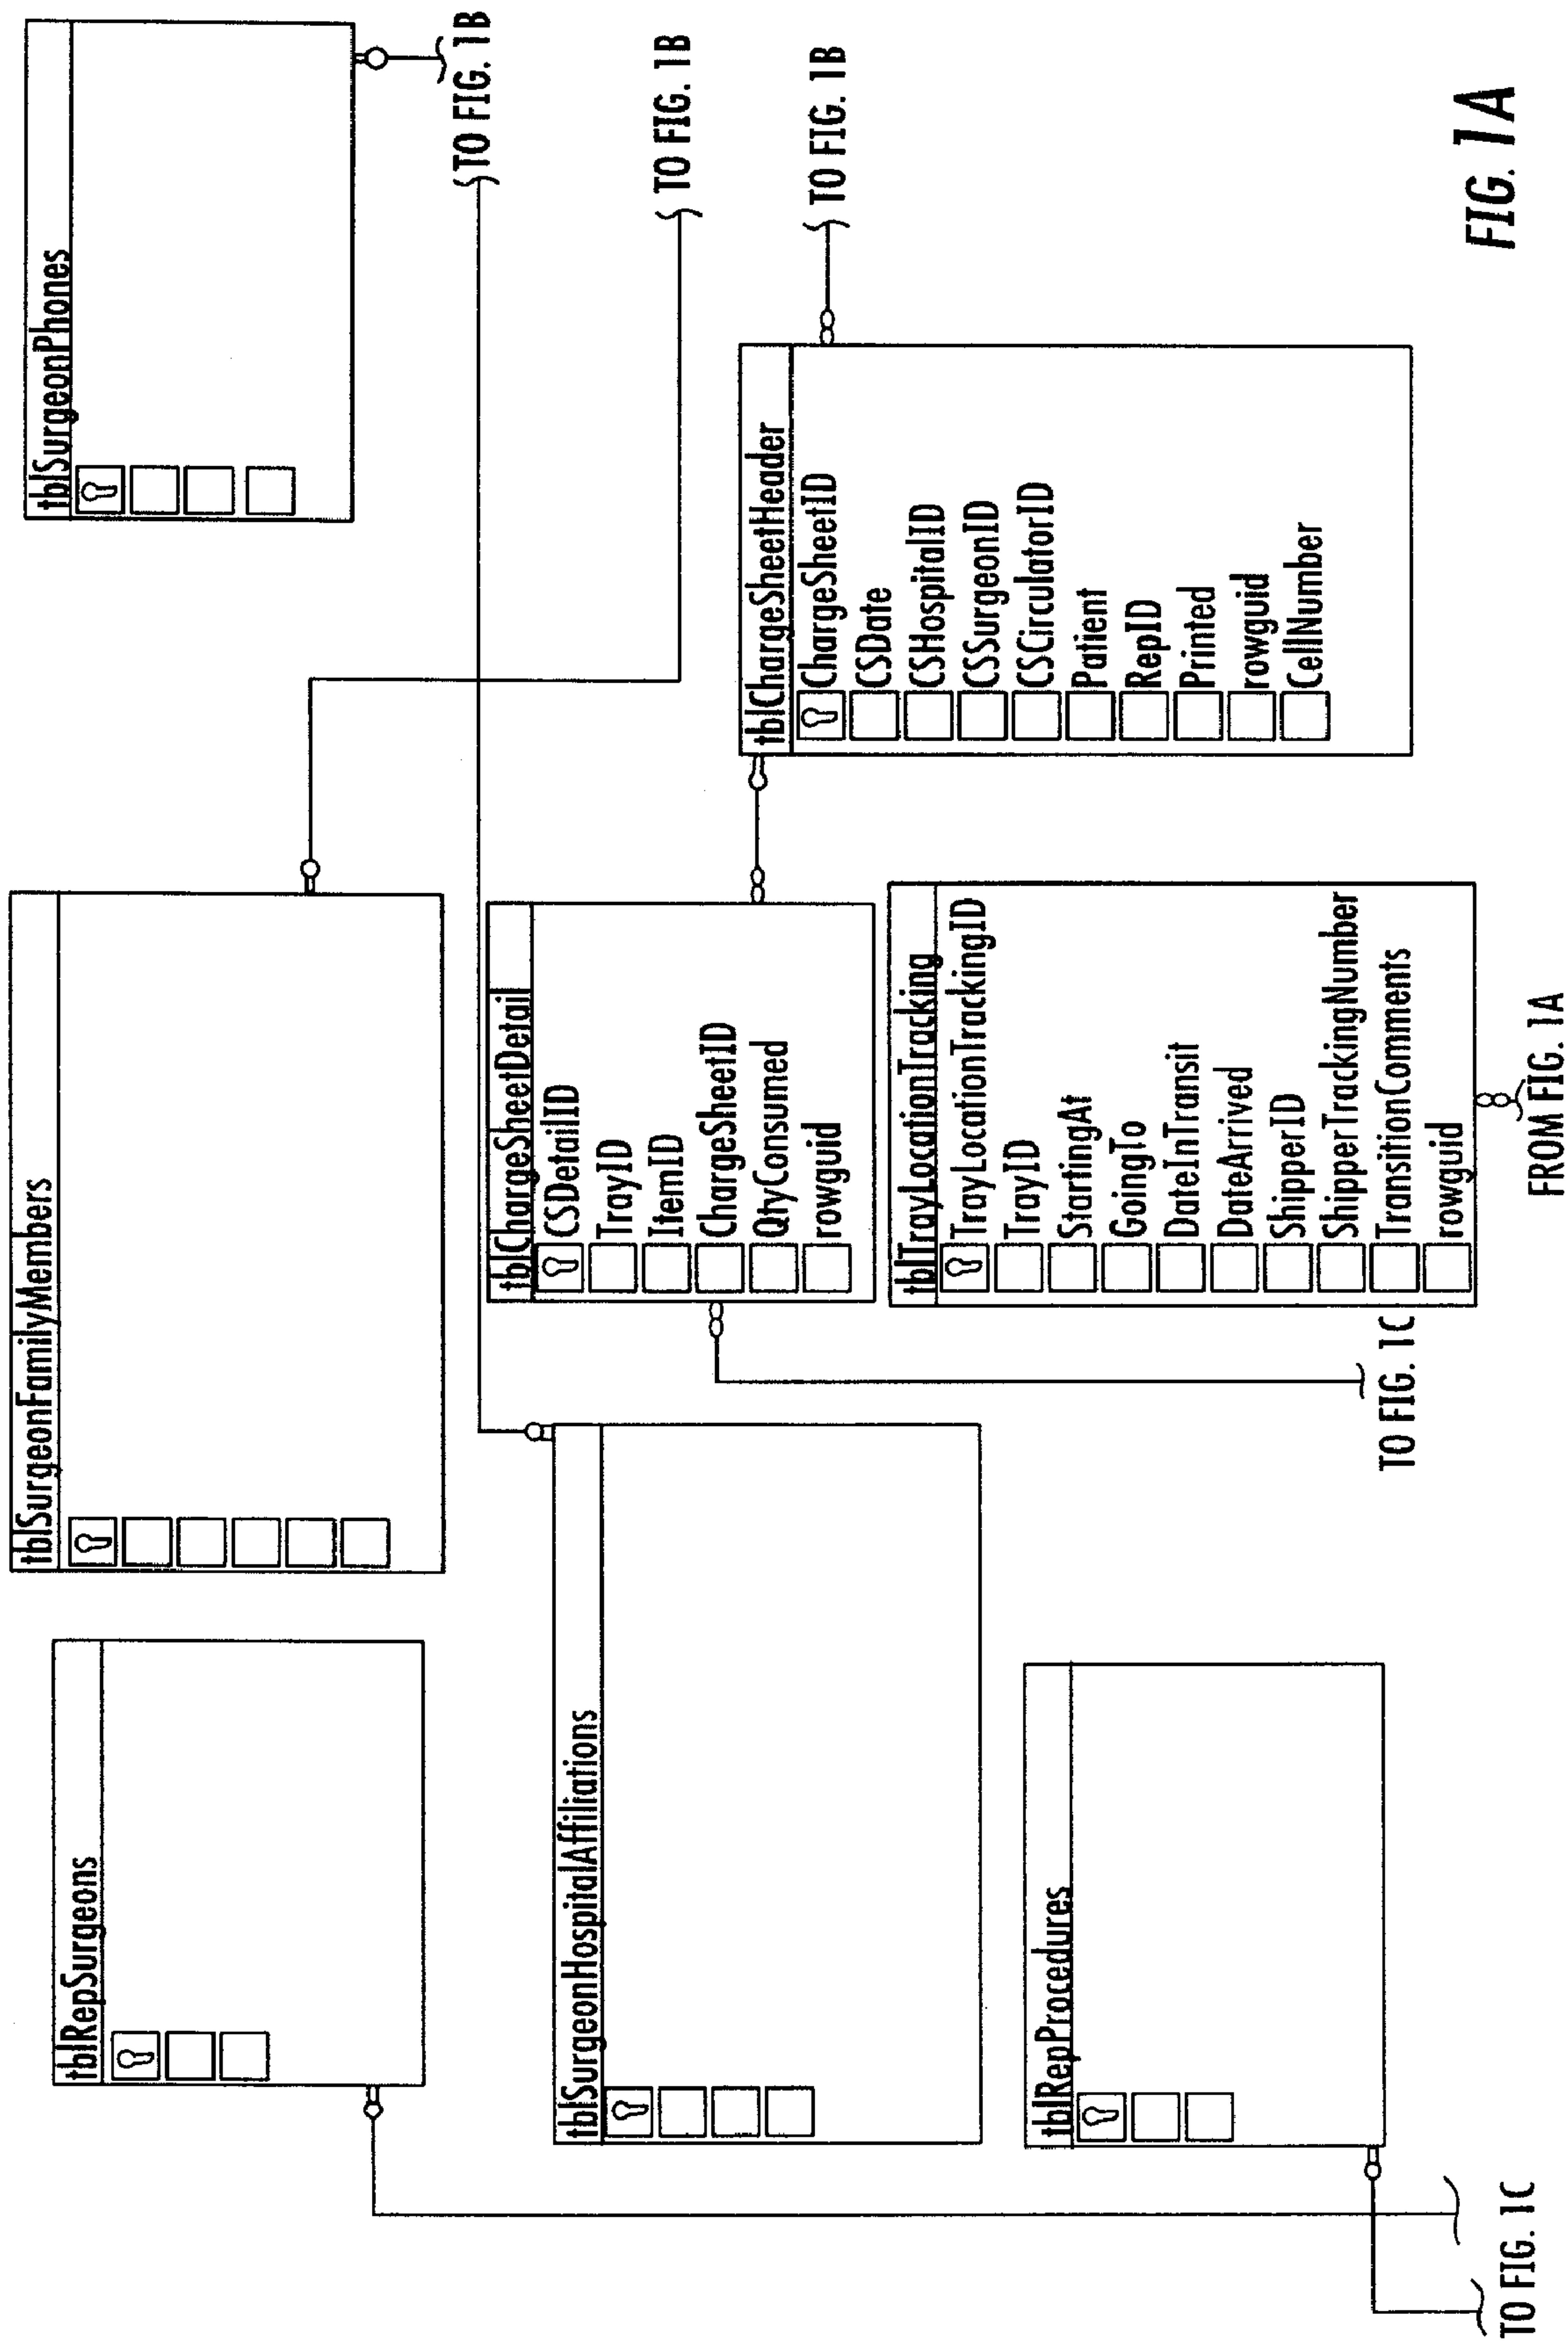 tblRepSurgeons
tblSurgeonFamilyMembers
tblSurgeonPhones
TO FIG. 1B
TO FIG. 1B
TO FIG. 1B
tblSurgeonHospitalAffiliations
tblChargeSheetDetail
CSDetailID
TrayID
ItemID
ChargeSheetID
QtyConsumed
rowguid
tblChargeSheetHeader
ChargeSheetID
CSDate
CSHospitalID
CSSurgeonID
CSCirculatorID
Patient
RepID
Printed
rowguid
CellNumber
tblTrayLocationTracking
TrayLocationTrackingID
TrayID
StartingAt
GoingTo
DateInTransit
DateArrived
ShipperID
ShipperTrackingNumber
TransitionComments
rowguid
tblRepProcedures
TO FIG. 1C
TO FIG. 1C
FROM FIG. 1A
FIG. 1A